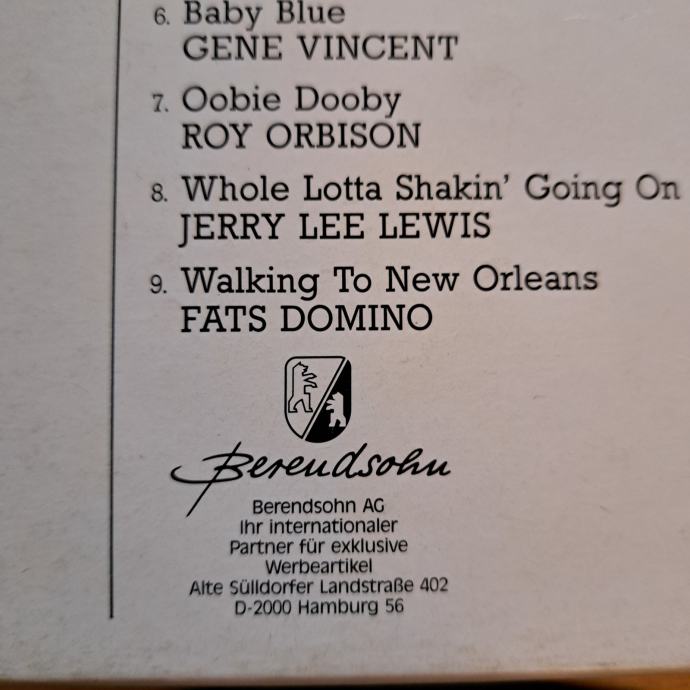 6. Baby Blue
GENE VINCENT
7. Oobie Dooby
ROY ORBISON
8. Whole Lotta Shakin' Going On
JERRY LEE LEWIS
9. Walking To New Orleans
FATS DOMINO
Berendsohn
Berendsohn AG
Ihr internationaler
Partner für exklusive
Werbeartikel
Alte Sülldorfer Landstraße 402
D-2000 Hamburg 56